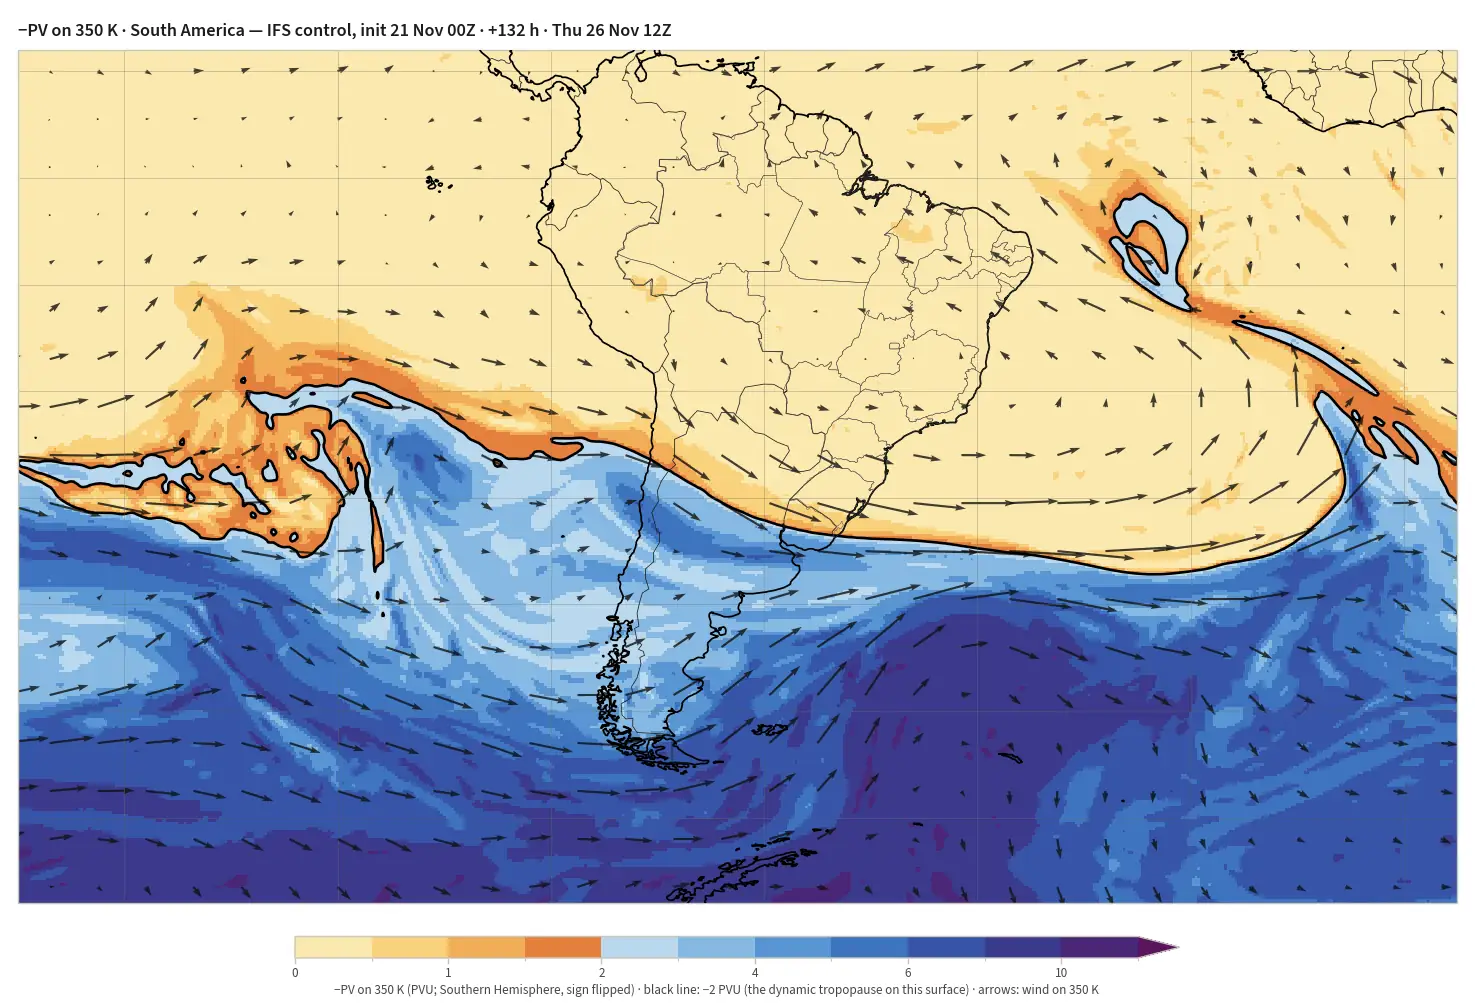 −PV on 350 K · South America — IFS control, init 21 Nov 00Z · +132 h · Thu 26 Nov 12Z
0 1 2 4 6 10
−PV on 350 K (PVU; Southern Hemisphere, sign flipped) · black line: −2 PVU (the dynamic tropopause on this surface) · arrows: wind on 350 K